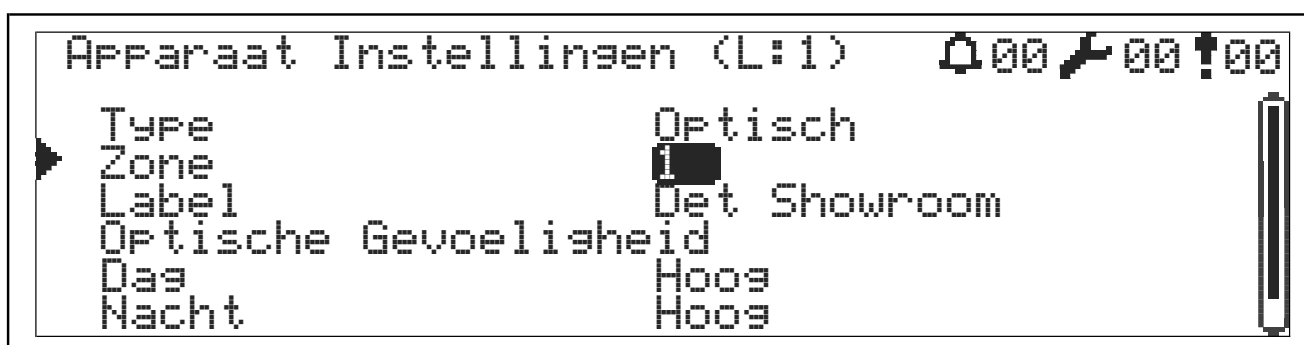 Apparaat Instellingen (L:1) 00 00 00
Type Optisch
Zone 1
Label Det Showroom
Optische Gevoeligheid
Dag Hoog
Nacht Hoog